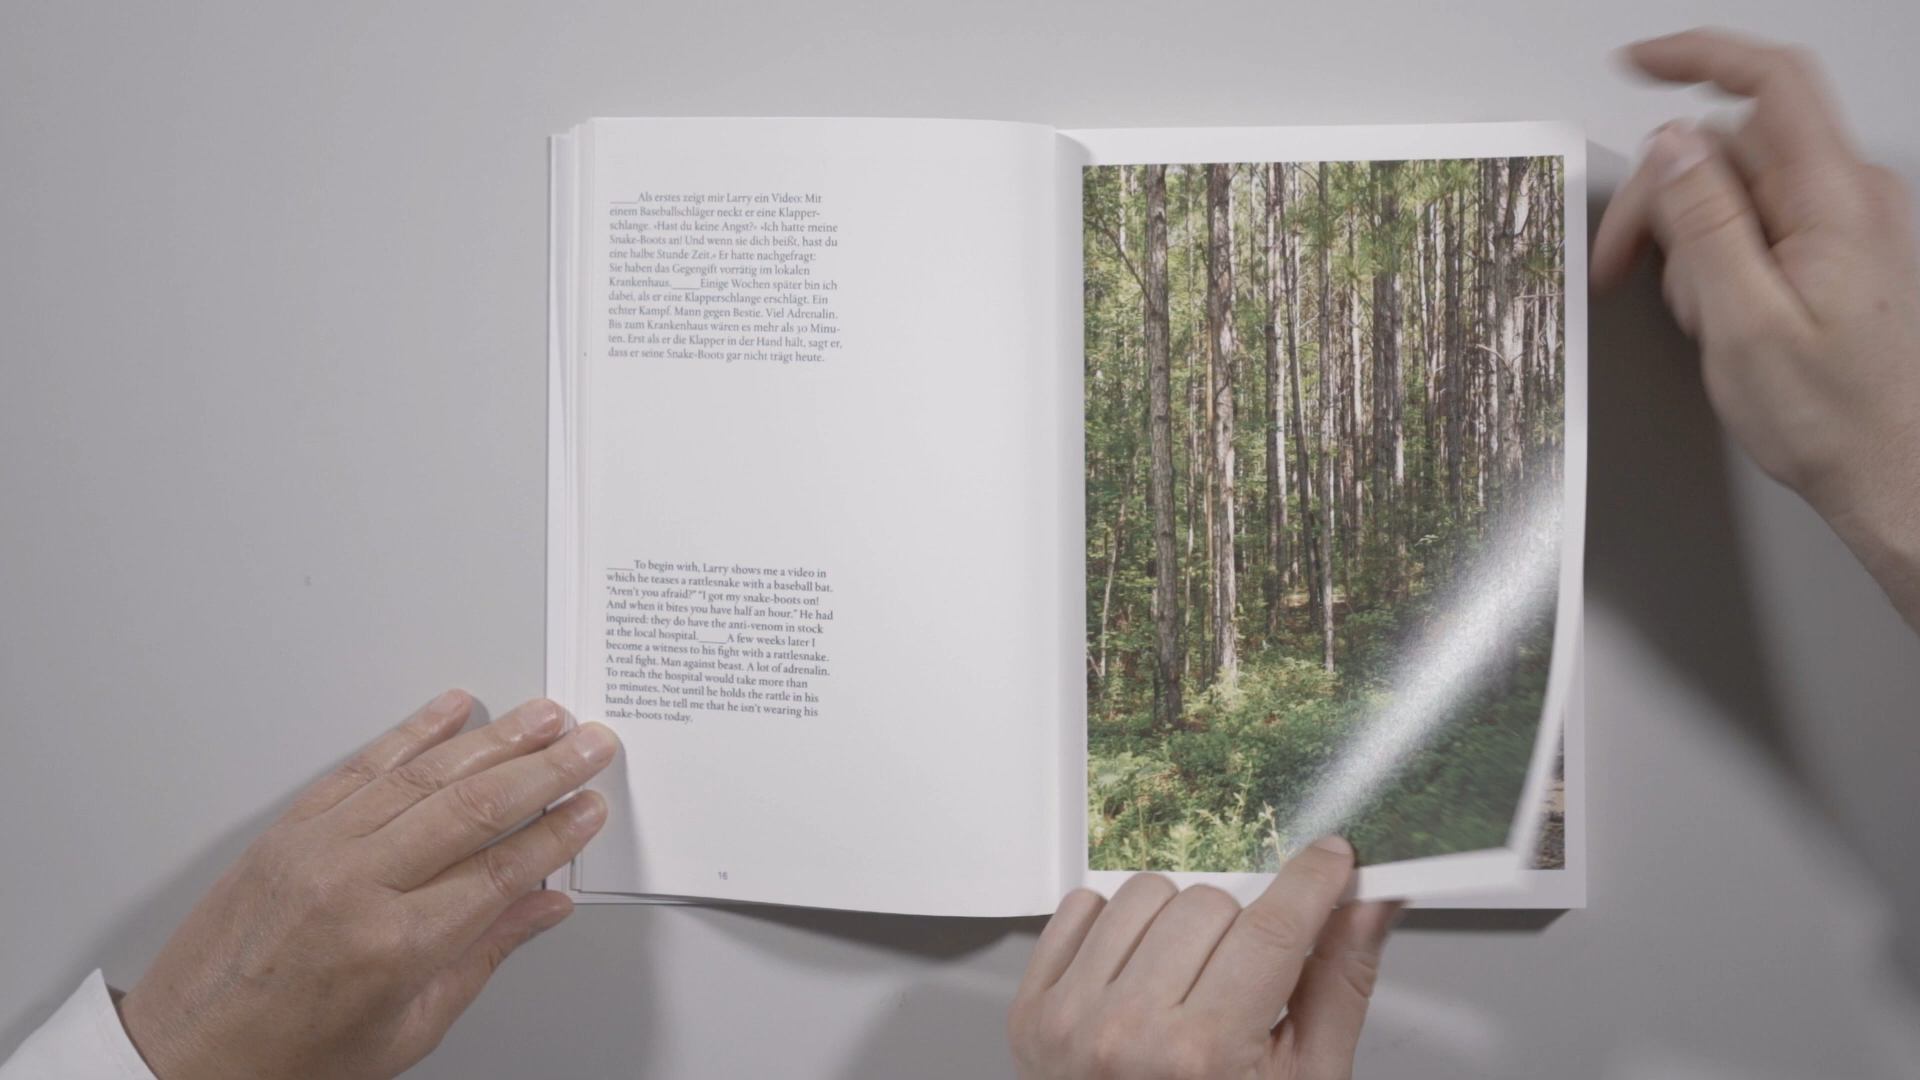 _____Als erstes zeigt mir Larry ein Video: Mit
einem Baseballschläger neckt er eine Klapper-
schlange. »Hast du keine Angst?« »Ich hatte meine
Snake-Boots an! Und wenn sie dich beißt, hast du
eine halbe Stunde Zeit.« Er hatte nachgefragt:
Sie haben das Gegengift vorrätig im lokalen
Krankenhaus._____Einige Wochen später bin ich
dabei, als er eine Klapperschlange erschlägt. Ein
echter Kampf. Mann gegen Bestie. Viel Adrenalin.
Bis zum Krankenhaus wären es mehr als 30 Minu-
ten. Erst als er die Klapper in der Hand hält, sagt er,
dass er seine Snake-Boots gar nicht trägt heute.
_____To begin with, Larry shows me a video in
which he teases a rattlesnake with a baseball bat.
"Aren't you afraid?" "I got my snake-boots on!
And when it bites you have half an hour." He had
inquired: they do have the anti-venom in stock
at the local hospital._____A few weeks later I
become a witness to his fight with a rattlesnake.
A real fight. Man against beast. A lot of adrenalin.
To reach the hospital would take more than
30 minutes. Not until he holds the rattle in his
hands does he tell me that he isn't wearing his
snake-boots today.
16